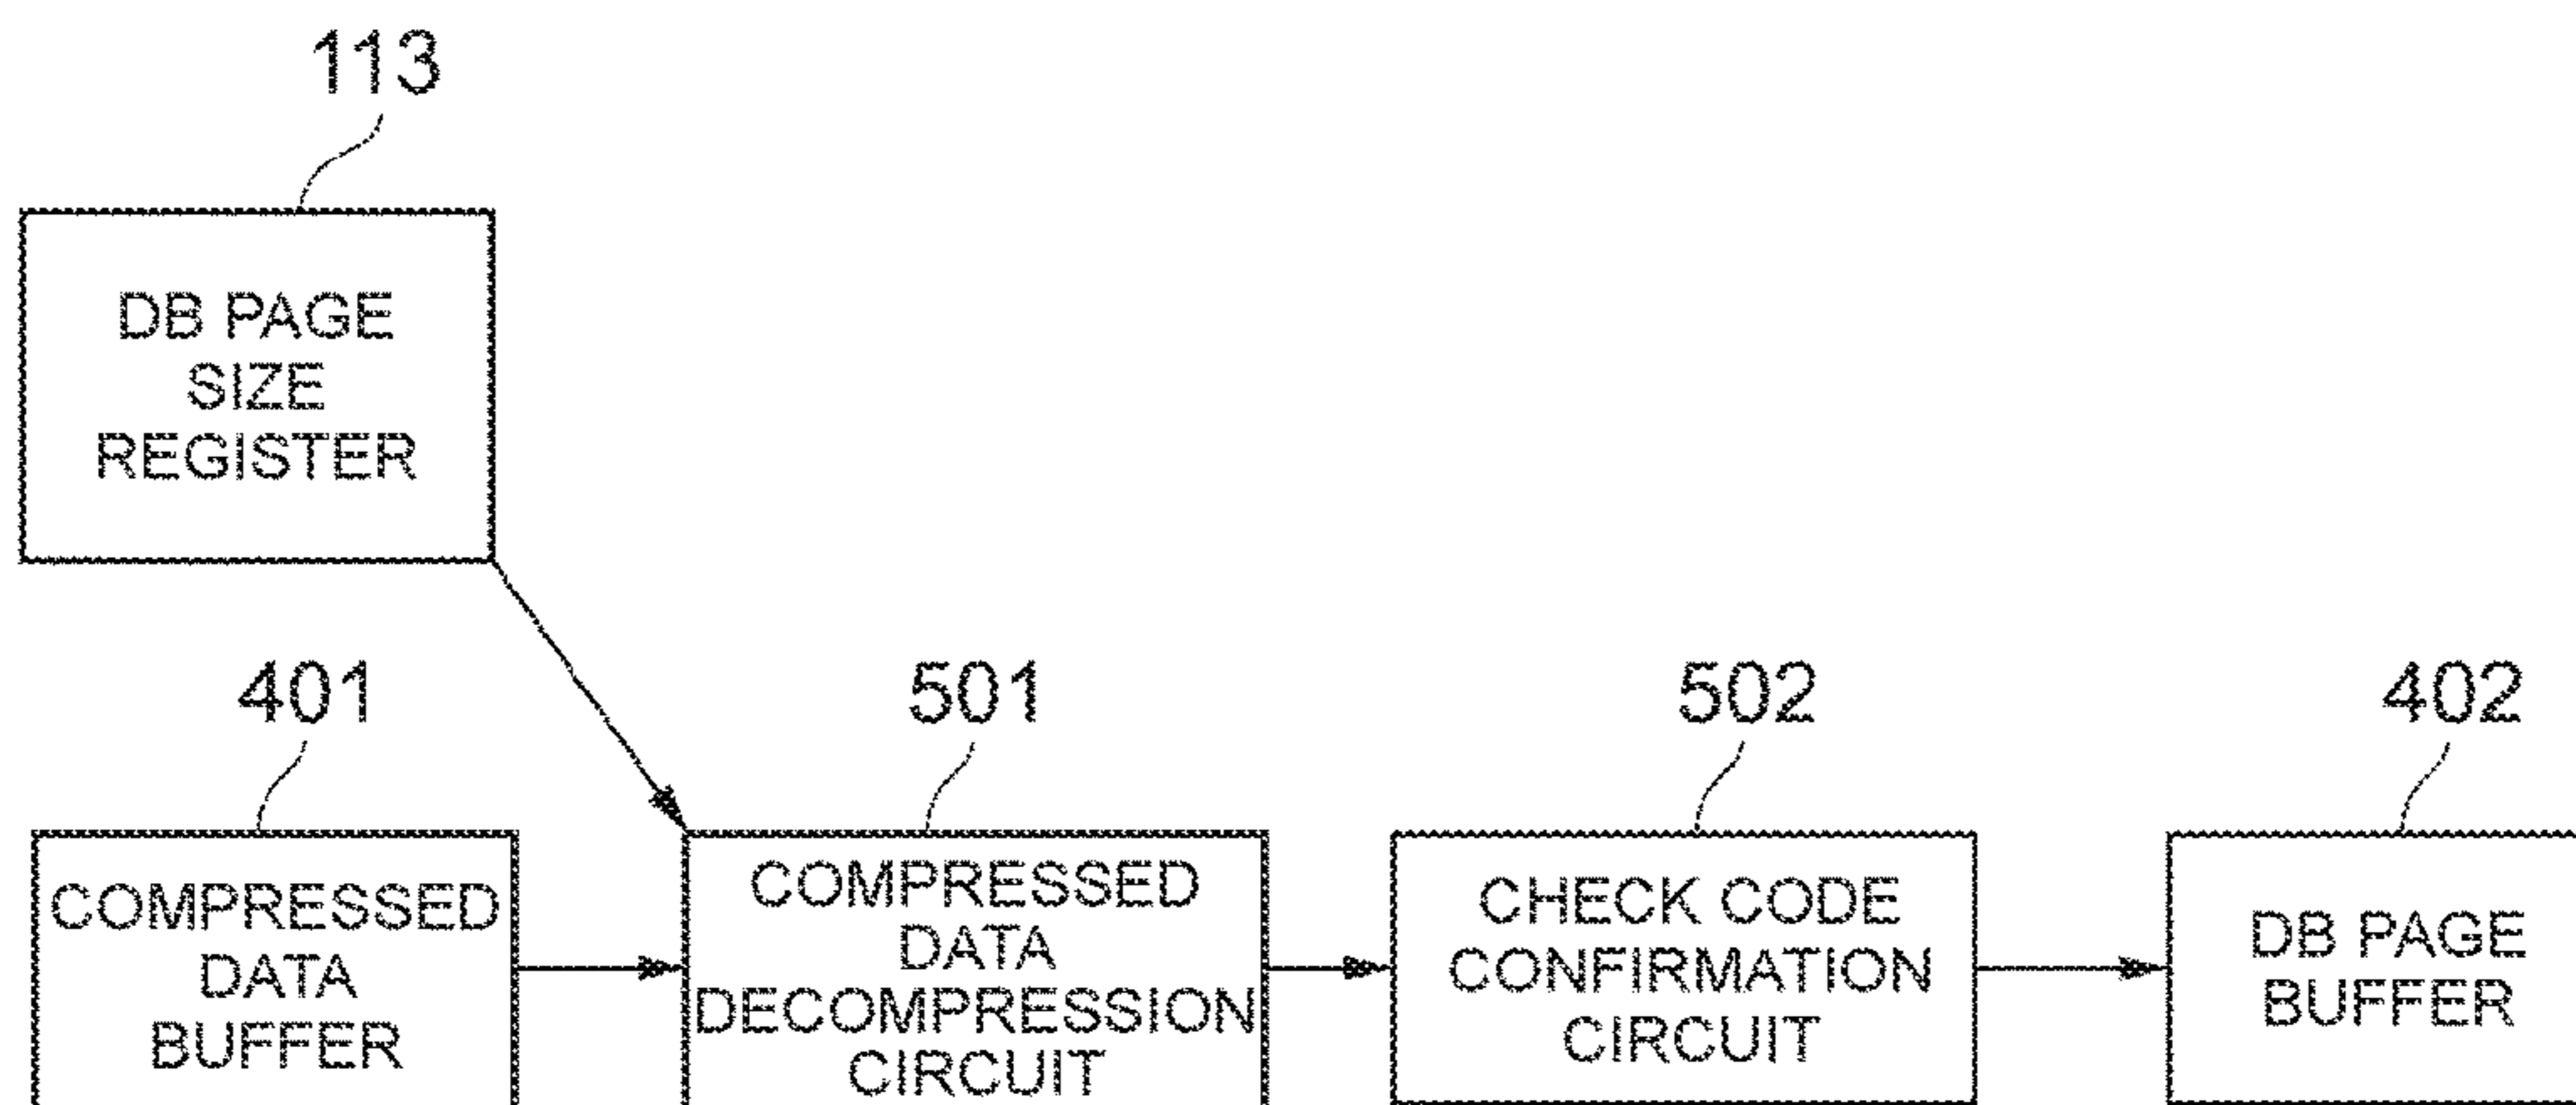 113
DB PAGE
SIZE
REGISTER
401
501
502
402
COMPRESSED
DATA
BUFFER
COMPRESSED
DATA
DECOMPRESSION
CIRCUIT
CHECK CODE
CONFIRMATION
CIRCUIT
DB PAGE
BUFFER